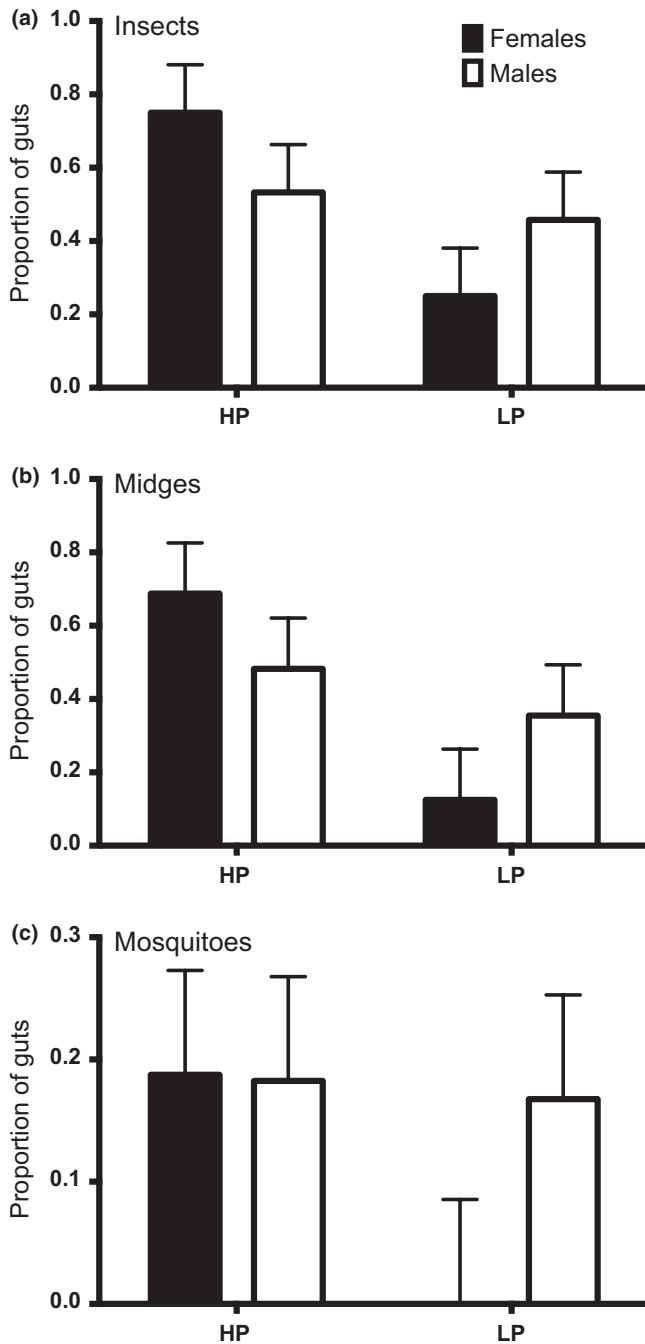 (a)
Insects
Females
Males
Proportion of guts
1.0
0.8
0.6
0.4
0.2
0.0
HP
LP
(b)
Midges
Proportion of guts
1.0
0.8
0.6
0.4
0.2
0.0
HP
LP
(c)
Mosquitoes
Proportion of guts
0.3
0.2
0.1
0.0
HP
LP